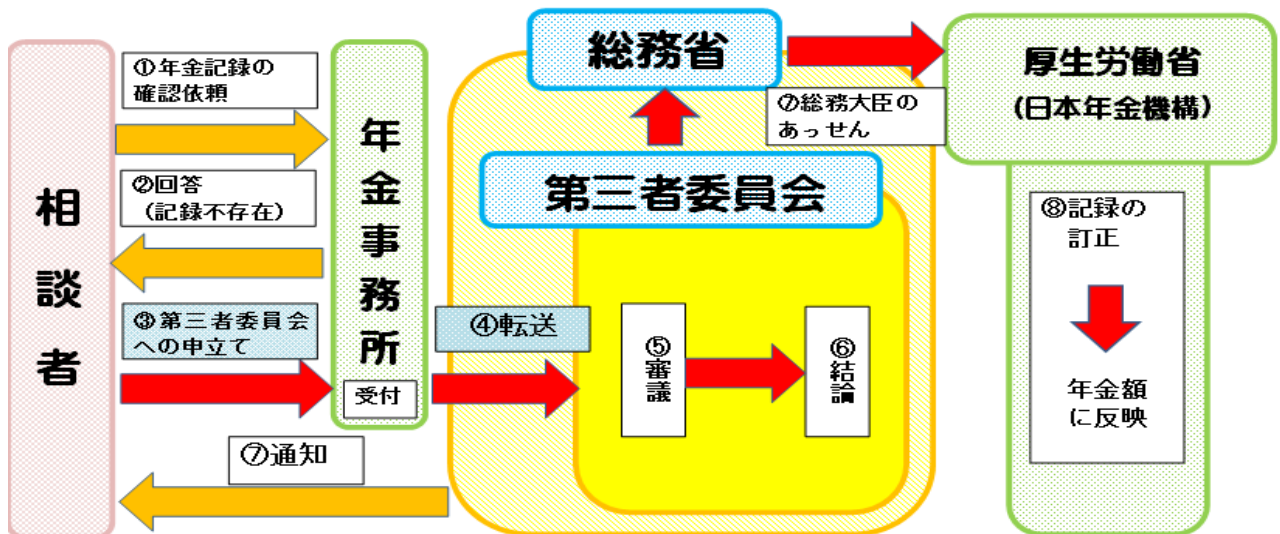 相談者
①年金記録の
確認依頼
②回答
（記録不存在）
③第三者委員会
への申立て
年金事務所
受付
④転送
⑤審議
⑥結論
第三者委員会
総務省
⑦総務大臣の
あっせん
⑦通知
厚生労働省
（日本年金機構）
⑧記録の
訂正
年金額
に反映